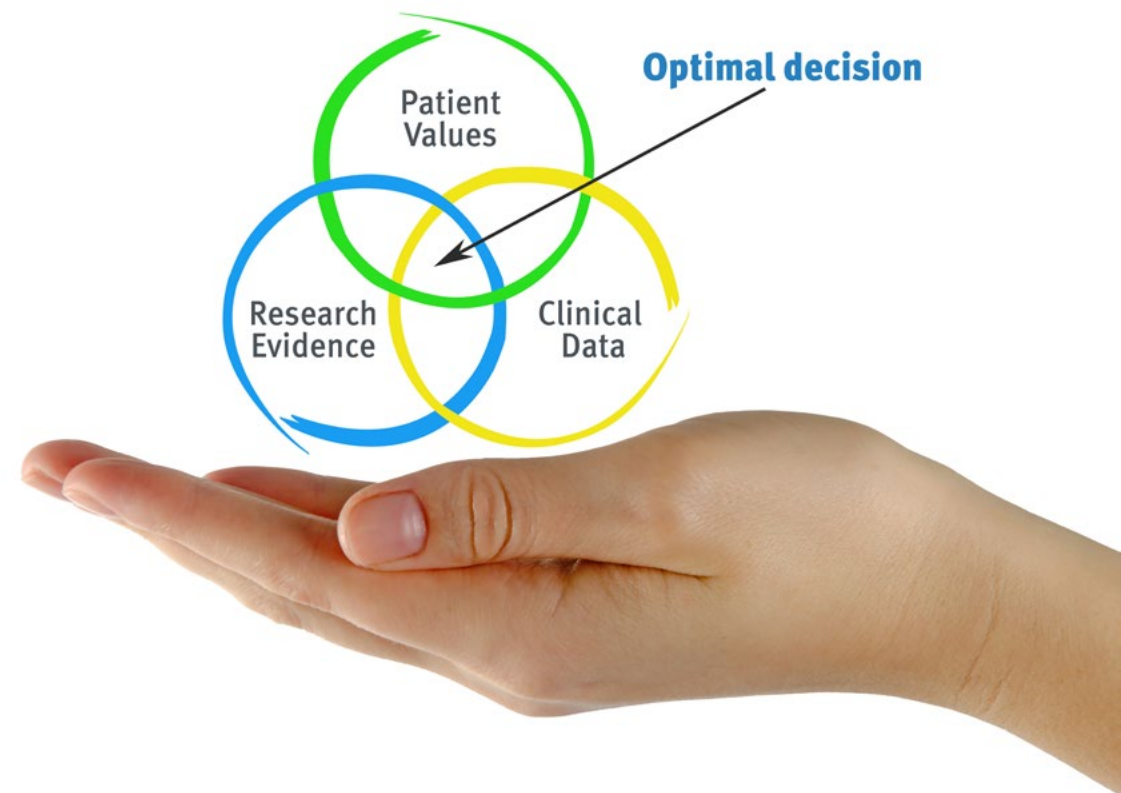 Optimal decision
Patient
Values
Research
Evidence
Clinical
Data